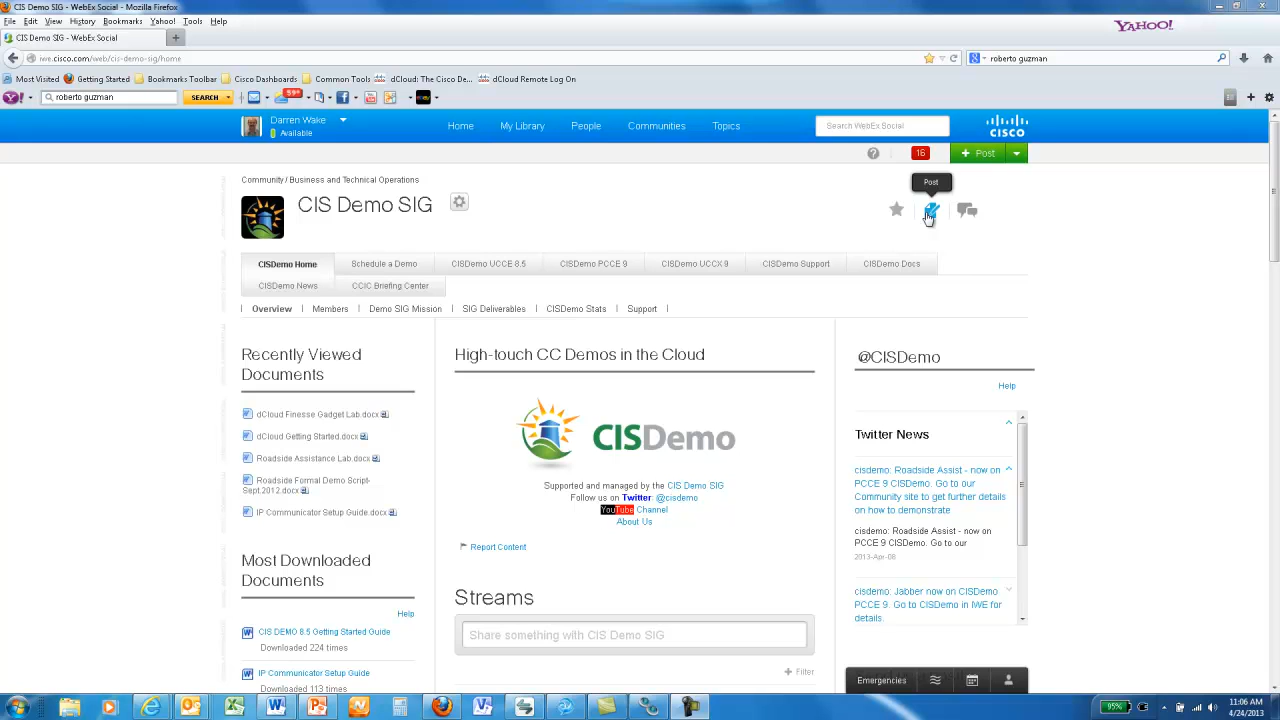 CIS Demo SIG - WebEx Social - Mozilla Firefox
File Edit View History Bookmarks Yahoo! Tools Help
YAHOO!
CIS Demo SIG - WebEx Social
iwe.cisco.com/web/cis-demo-sig/home
roberto guzman
Most Visited Getting Started Bookmarks Toolbar Cisco Dashboards Common Tools dCloud: The Cisco De... dCloud Remote Log On
roberto guzman SEARCH 59°
Darren Wake
Available
Home My Library People Communities Topics
Search WebEx Social
CISCO
16
+ Post
Community / Business and Technical Operations
Post
CIS Demo SIG
CISDemo Home Schedule a Demo CISDemo UCCE 8.5 CISDemo PCCE 9 CISDemo UCCX 9 CISDemo Support CISDemo Docs
CISDemo News CCIC Briefing Center
Overview Members Demo SIG Mission SIG Deliverables CISDemo Stats Support
Recently Viewed
Documents
dCloud Finesse Gadget Lab.docx
dCloud Getting Started.docx
Roadside Assistance Lab.docx
Roadside Formal Demo Script-
Sept.2012.docx
IP Communicator Setup Guide.docx
Most Downloaded
Documents
Help
CIS DEMO 8.5 Getting Started Guide
Downloaded 224 times
IP Communicator Setup Guide
Downloaded 113 times
High-touch CC Demos in the Cloud
CISDemo
Supported and managed by the CIS Demo SIG
Follow us on Twitter: @cisdemo
YouTube Channel
About Us
Report Content
Streams
Share something with CIS Demo SIG
+ Filter
@CISDemo
Help
Twitter News
cisdemo: Roadside Assist - now on
PCCE 9 CISDemo. Go to our
Community site to get further details
on how to demonstrate
cisdemo: Roadside Assist - now on
PCCE 9 CISDemo. Go to our
2013-Apr-08
cisdemo: Jabber now on CISDemo
PCCE 9. Go to CISDemo in IWE for
details.
Emergencies
95%
11:06 AM
4/24/2013